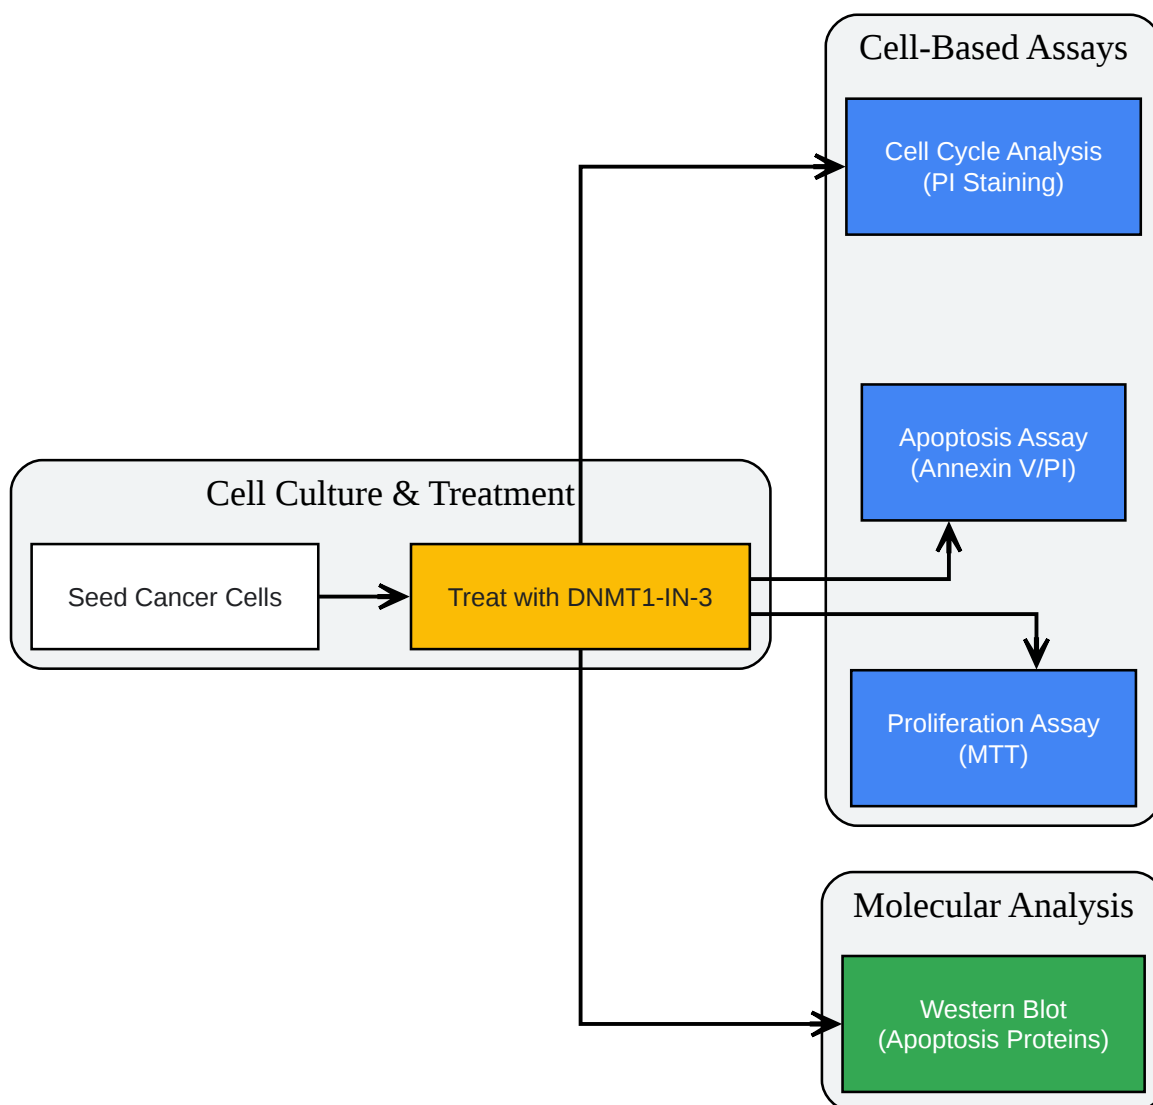 Cell-Based Assays
Cell Cycle Analysis
(PI Staining)
Apoptosis Assay
(Annexin V/PI)
Cell Culture & Treatment
Seed Cancer Cells
Treat with DNMT1-IN-3
Proliferation Assay
(MTT)
Molecular Analysis
Western Blot
(Apoptosis Proteins)